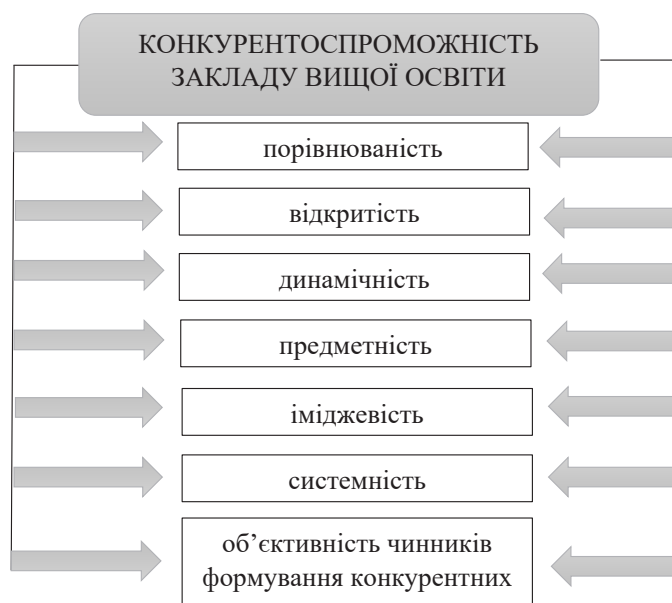 КОНКУРЕНТОСПРОМОЖНІСТЬ
ЗАКЛАДУ ВИЩОЇ ОСВІТИ
порівнюваність
відкритість
динамічність
предметність
іміджевість
системність
об’єктивність чинників
формування конкурентних